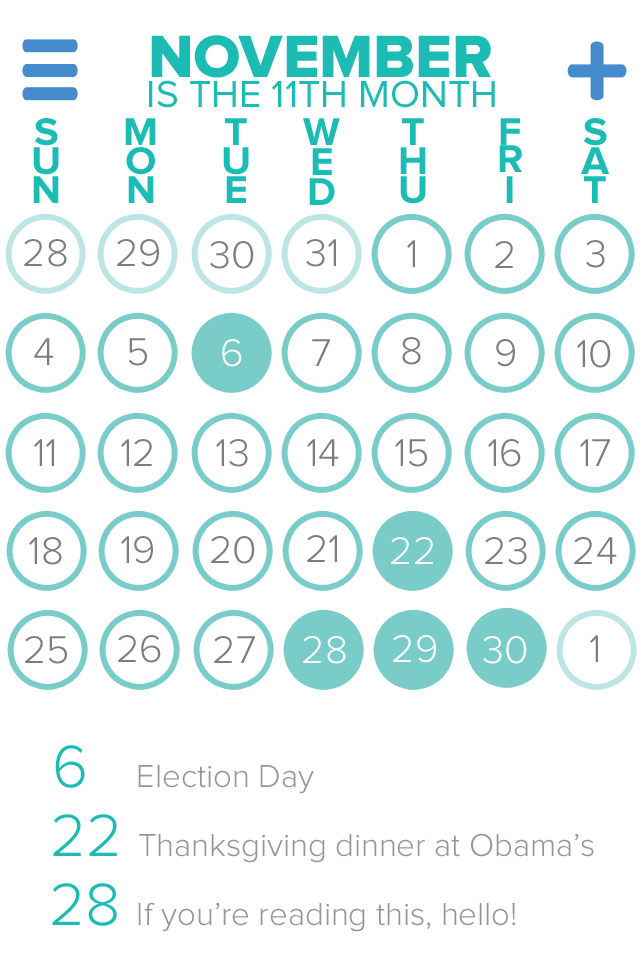 NOVEMBER
IS THE 11TH MONTH
SUN MON TUE WED THU FRI SAT
28 29 30 31 1 2 3
4 5 6 7 8 9 10
11 12 13 14 15 16 17
18 19 20 21 22 23 24
25 26 27 28 29 30 1
6 Election Day
22 Thanksgiving dinner at Obama’s
28 If you’re reading this, hello!